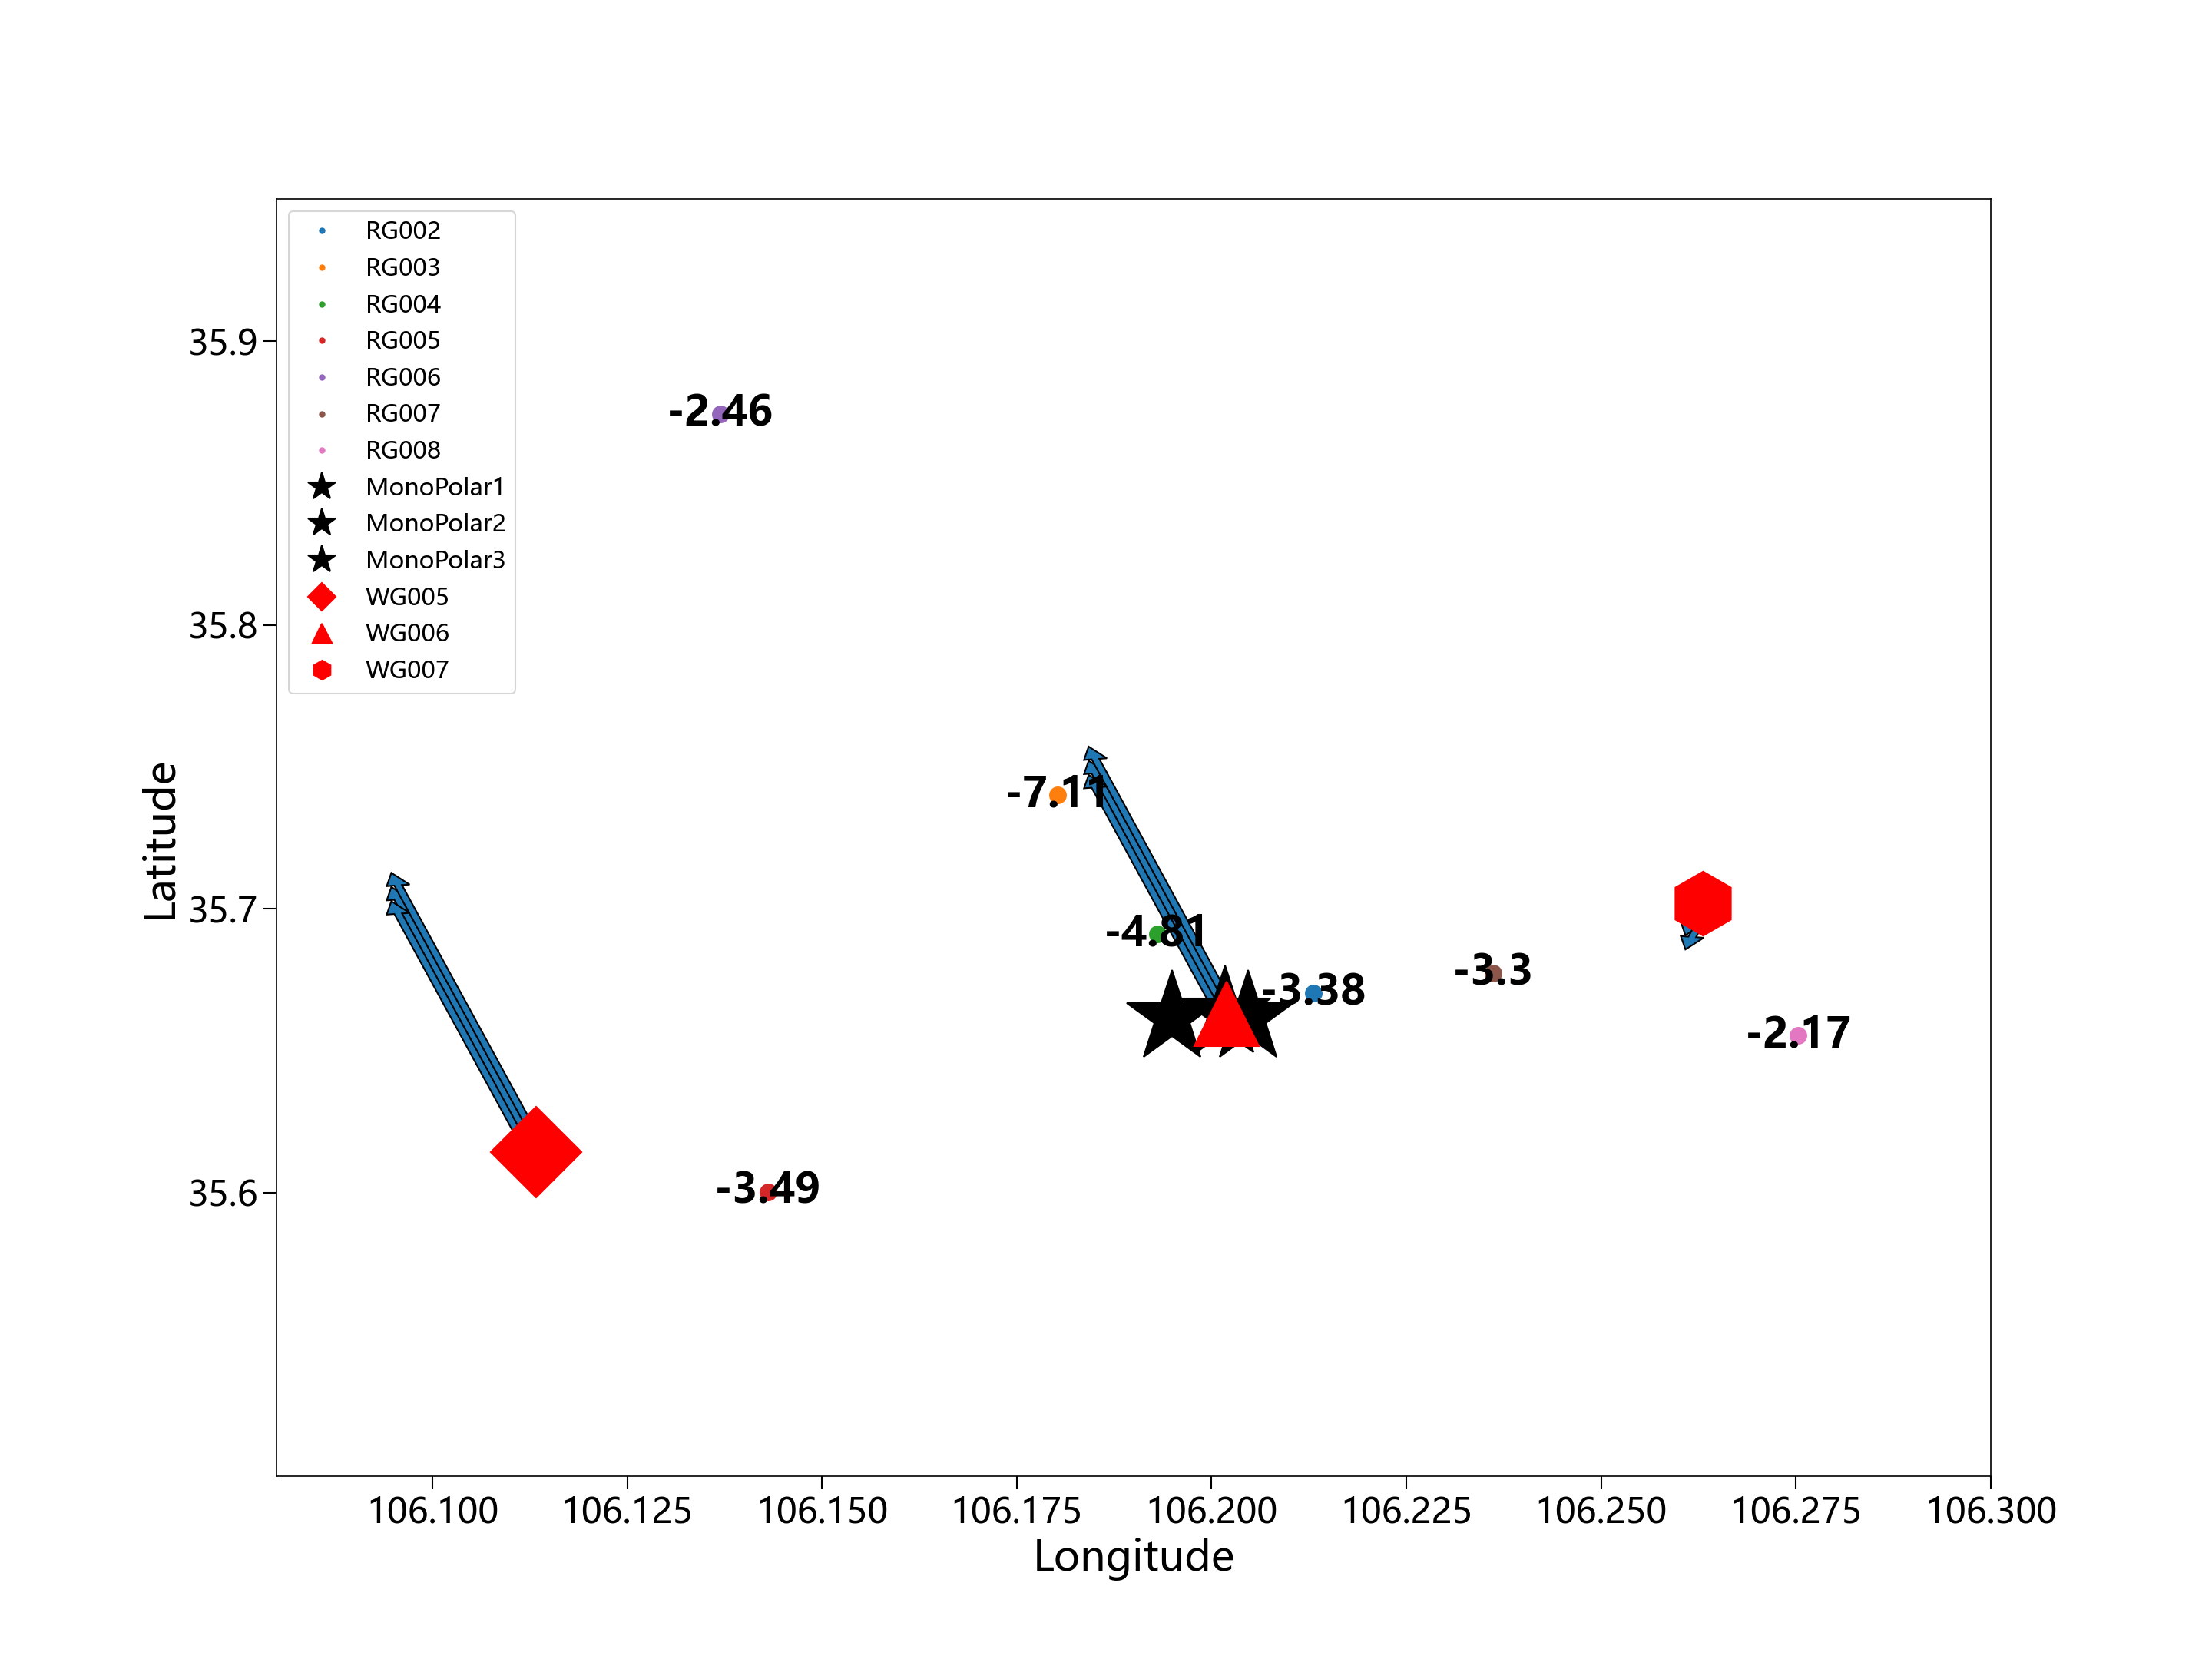 RG002
RG003
RG004
RG005
RG006
RG007
RG008
MonoPolar1
MonoPolar2
MonoPolar3
WG005
WG006
WG007
35.9
35.8
35.7
35.6
Latitude
-2.46
-7.11
-4.81
-3.38
-3.3
-2.17
-3.49
106.100
106.125
106.150
106.175
106.200
106.225
106.250
106.275
106.300
Longitude